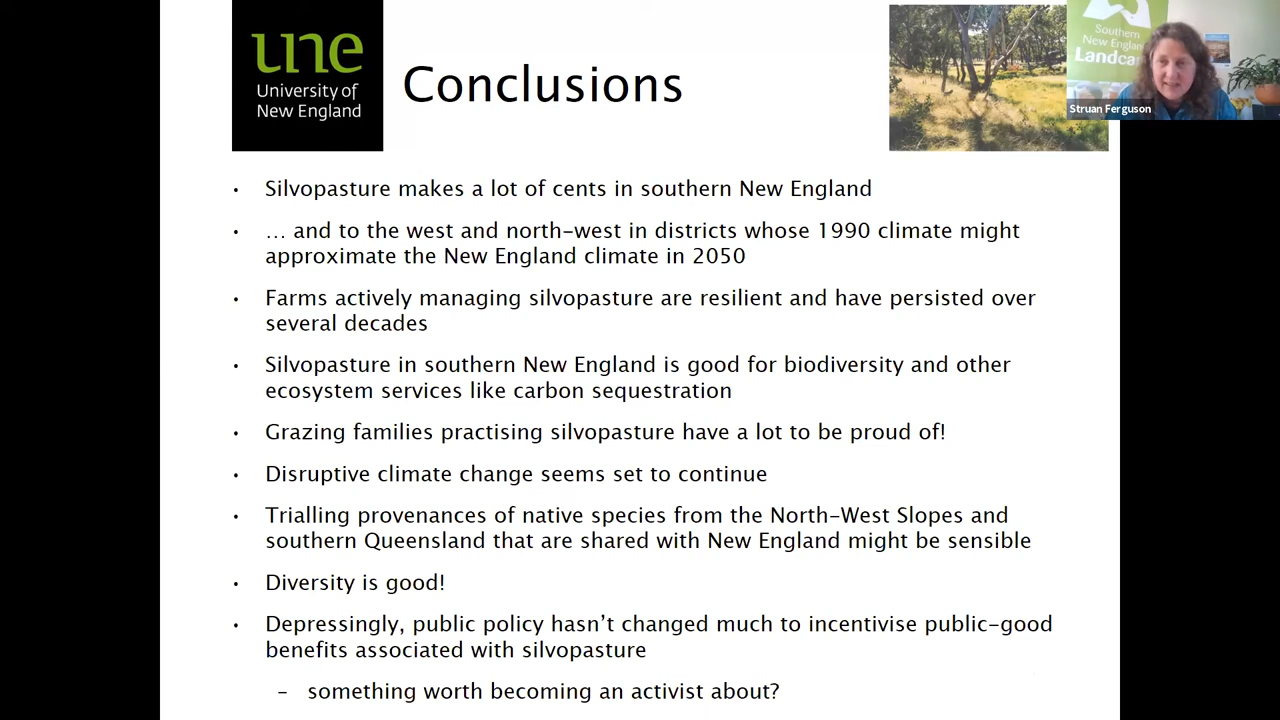 une
University of
New England
Conclusions
Southern
New England
Landcar
Struan Ferguson
• Silvopasture makes a lot of cents in southern New England
• … and to the west and north-west in districts whose 1990 climate might
approximate the New England climate in 2050
• Farms actively managing silvopasture are resilient and have persisted over
several decades
• Silvopasture in southern New England is good for biodiversity and other
ecosystem services like carbon sequestration
• Grazing families practising silvopasture have a lot to be proud of!
• Disruptive climate change seems set to continue
• Trialling provenances of native species from the North-West Slopes and
southern Queensland that are shared with New England might be sensible
• Diversity is good!
• Depressingly, public policy hasn’t changed much to incentivise public-good
benefits associated with silvopasture
– something worth becoming an activist about?